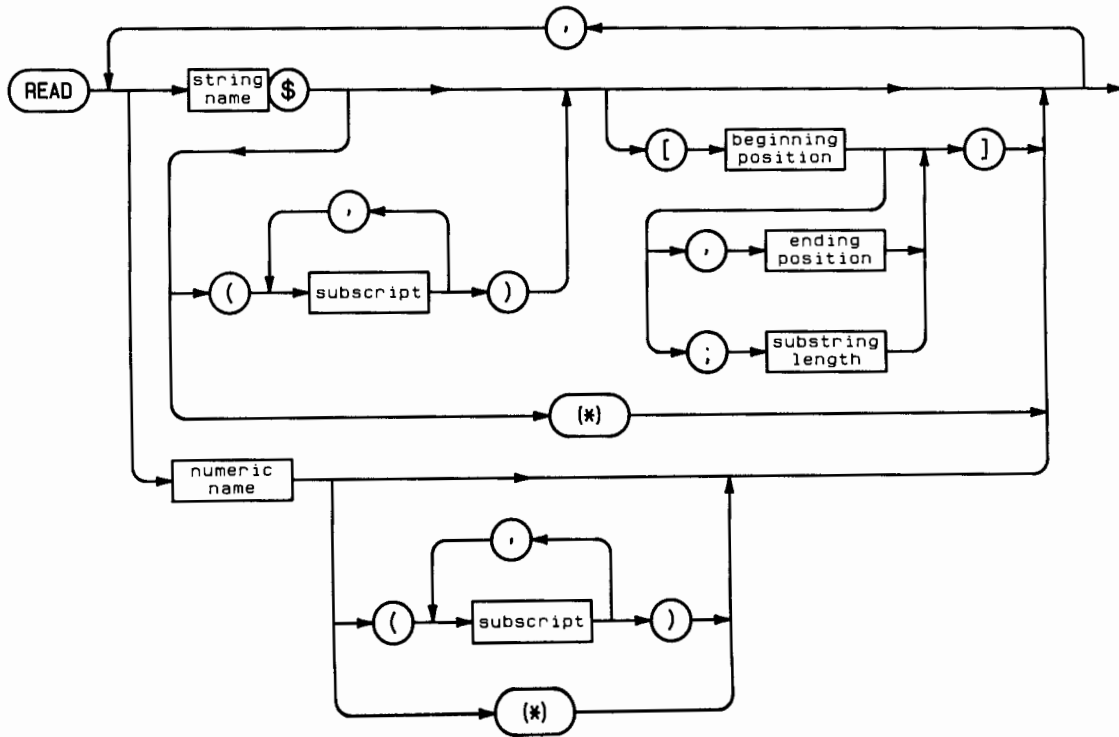 ,
READ
string
name
$
[
beginning
position
]
,
,
ending
position
(
subscript
)
;
substring
length
(*)
numeric
name
,
(
subscript
)
(*)